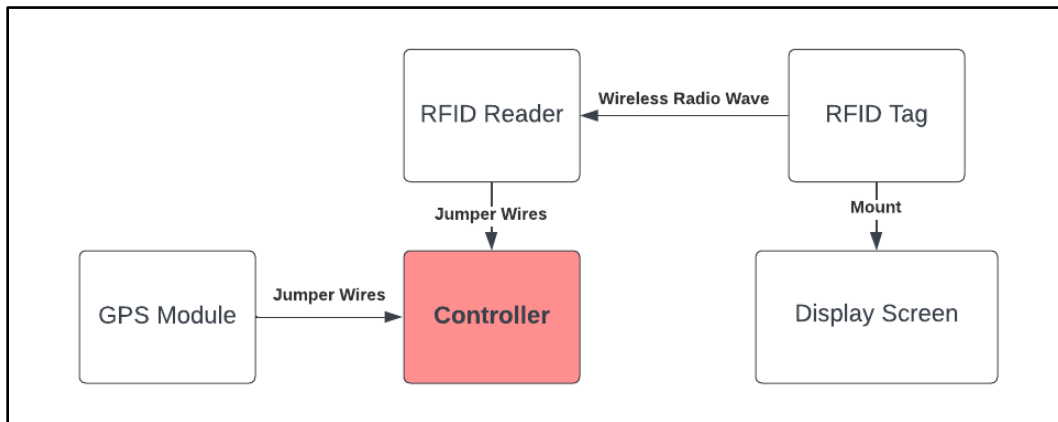 RFID Reader
Wireless Radio Wave
RFID Tag
Jumper Wires
Mount
GPS Module
Jumper Wires
Controller
Display Screen